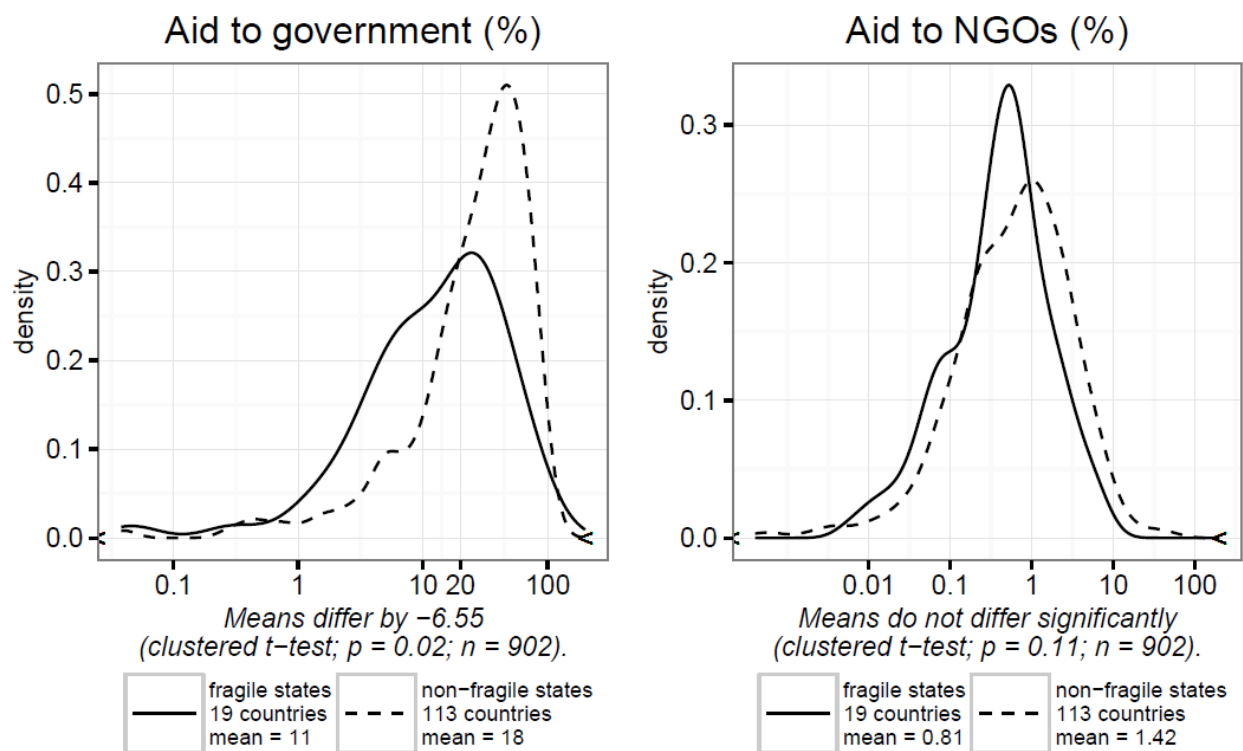 Aid to government (%)
0.5
0.4
0.3
0.2
0.1
0.0
density
0.1 1 10 20 100
Means differ by −6.55
(clustered t−test; p = 0.02; n = 902).
fragile states
19 countries
mean = 11
non−fragile states
113 countries
mean = 18
Aid to NGOs (%)
0.3
0.2
0.1
0.0
density
0.01 0.1 1 10 100
Means do not differ significantly
(clustered t−test; p = 0.11; n = 902).
fragile states
19 countries
mean = 0.81
non−fragile states
113 countries
mean = 1.42